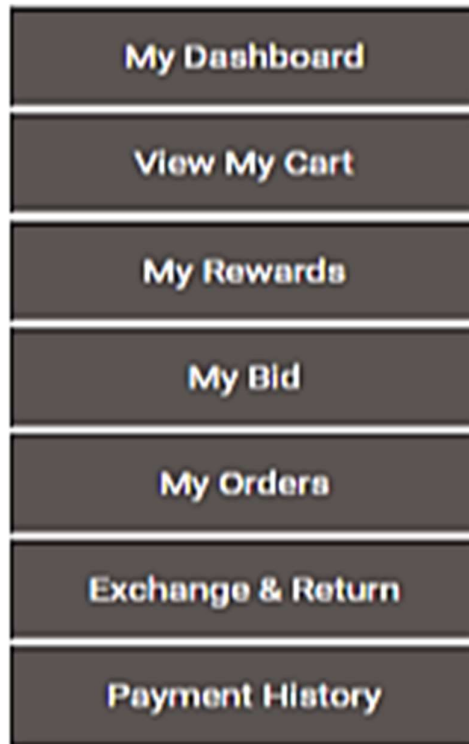 My Dashboard
View My Cart
My Rewards
My Bid
My Orders
Exchange & Return
Payment History